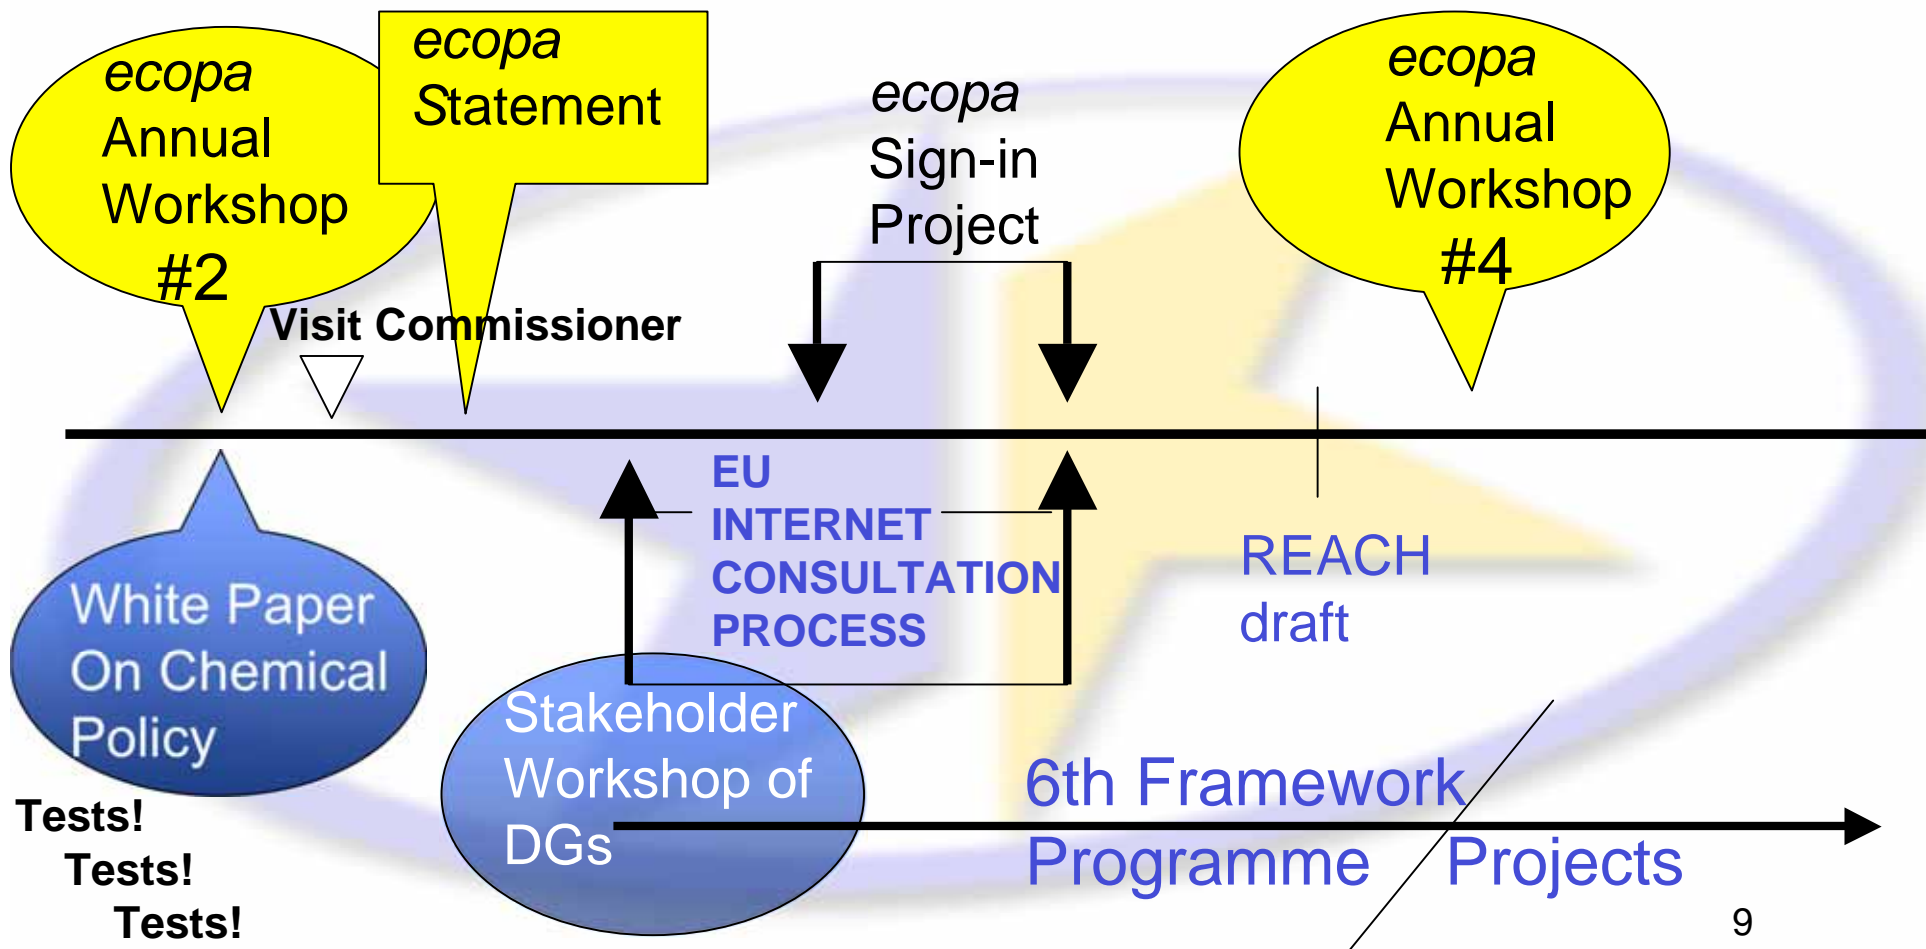 ecopa
Annual
Workshop
#2
ecopa
Statement
ecopa
Sign-in
Project
ecopa
Annual
Workshop
#4
Visit Commissioner
EU
INTERNET
CONSULTATION
PROCESS
REACH
draft
White Paper
On Chemical
Policy
Stakeholder
Workshop of
DGs
6th Framework
Programme Projects
Tests!
Tests!
Tests!
9